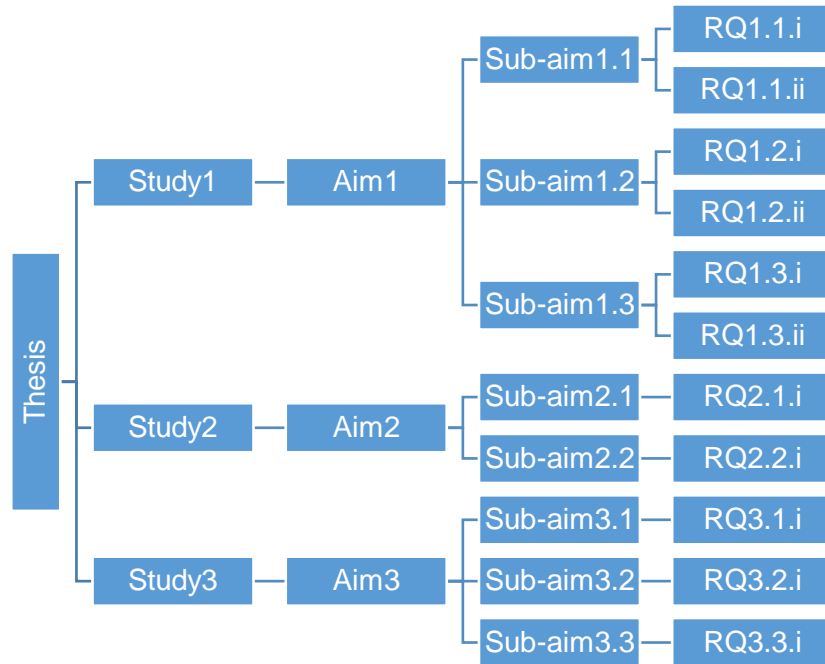 Thesis
Study1
Aim1
Sub-aim1.1
RQ1.1.i
RQ1.1.ii
Sub-aim1.2
RQ1.2.i
RQ1.2.ii
Sub-aim1.3
RQ1.3.i
RQ1.3.ii
Study2
Aim2
Sub-aim2.1
RQ2.1.i
Sub-aim2.2
RQ2.2.i
Study3
Aim3
Sub-aim3.1
RQ3.1.i
Sub-aim3.2
RQ3.2.i
Sub-aim3.3
RQ3.3.i